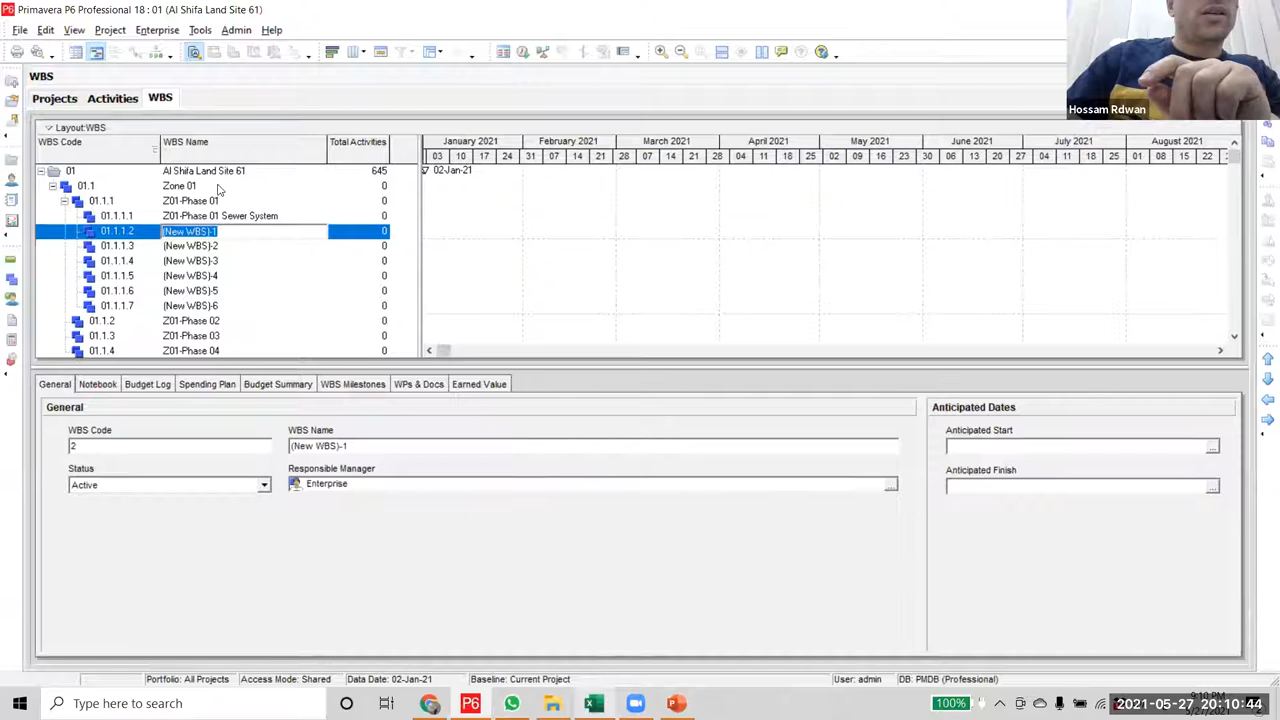 Primavera P6 Professional 18 : 01 (Al Shifa Land Site 61)
File Edit View Project Enterprise Tools Admin Help
Hossam Rdwan
WBS
Projects Activities WBS
Layout:WBS
WBS Code WBS Name Total Activities
January 2021 February 2021 March 2021 April 2021 May 2021 June 2021 July 2021 August 2021
03 10 17 24 31 07 14 21 28 07 14 21 28 04 11 18 25 02 09 16 23 30 06 13 20 27 04 11 18 25 01 08 15 22
01 Al Shifa Land Site 61 645 02-Jan-21
01.1 Zone 01 0
01.1.1 Z01-Phase 01 0
01.1.1.1 Z01-Phase 01 Sewer System 0
01.1.1.2 (New WBS)-1 0
01.1.1.3 (New WBS)-2 0
01.1.1.4 (New WBS)-3 0
01.1.1.5 (New WBS)-4 0
01.1.1.6 (New WBS)-5 0
01.1.1.7 (New WBS)-6 0
01.1.2 Z01-Phase 02 0
01.1.3 Z01-Phase 03 0
01.1.4 Z01-Phase 04 0
General Notebook Budget Log Spending Plan Budget Summary WBS Milestones WPs & Docs Earned Value
General
WBS Code WBS Name
2 (New WBS)-1
Status Responsible Manager
Active Enterprise
Anticipated Dates
Anticipated Start
Anticipated Finish
Portfolio: All Projects Access Mode: Shared Data Date: 02-Jan-21 Baseline: Current Project User: admin DB: PMDB (Professional)
Type here to search
100%
2021-05-27 20:10:44